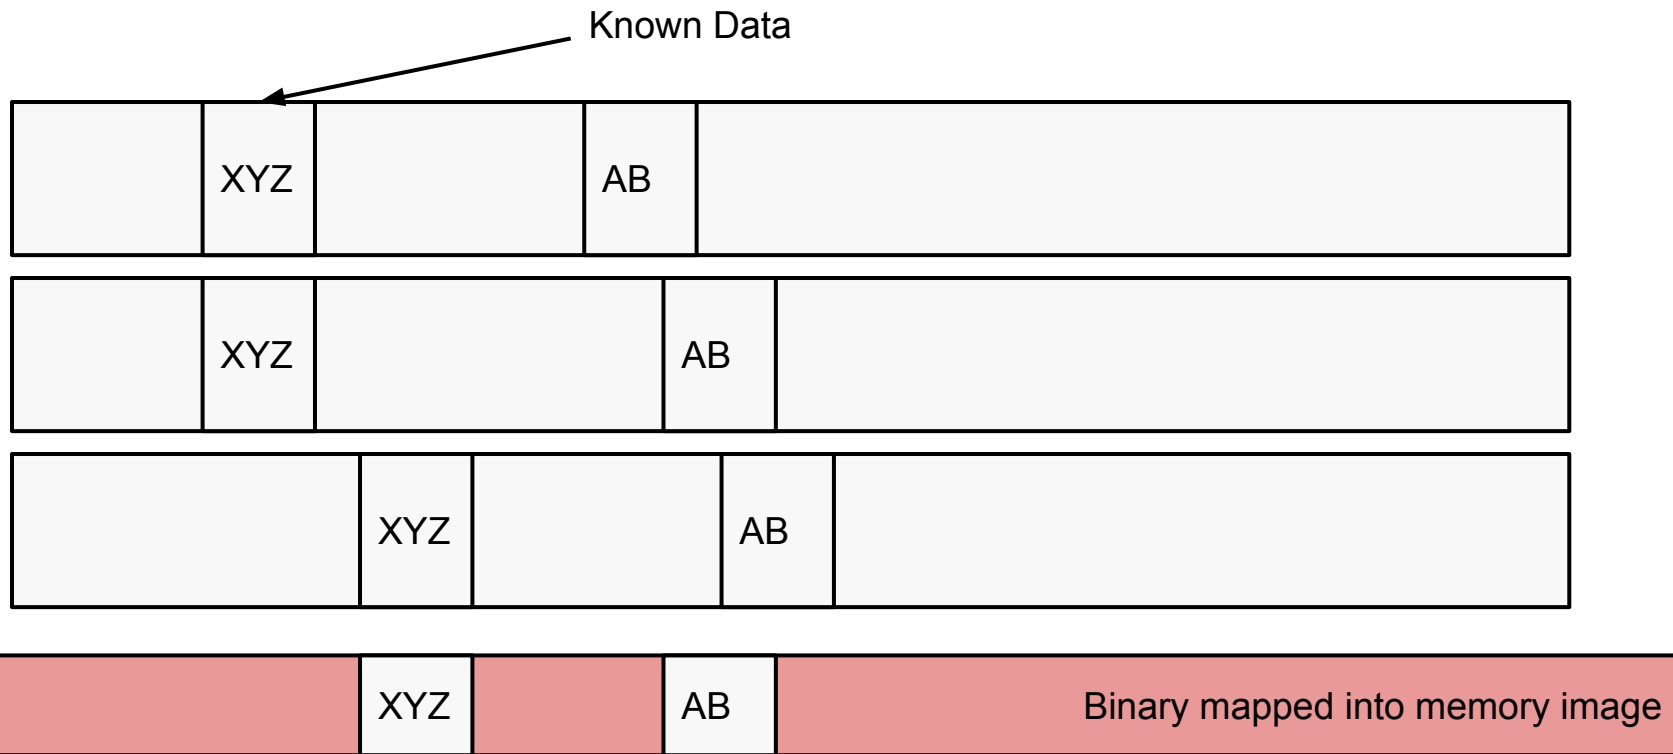 Known Data
XYZ AB
XYZ AB
XYZ AB
XYZ AB Binary mapped into memory image